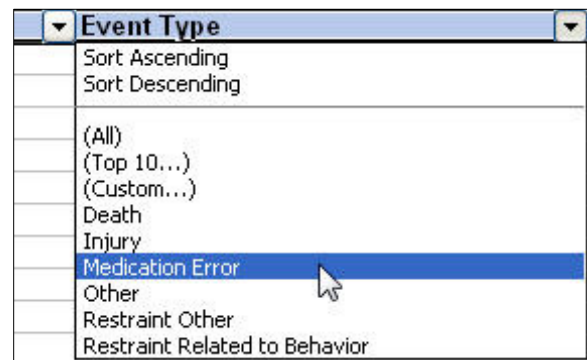 Event Type
Sort Ascending
Sort Descending
(All)
(Top 10...)
(Custom...)
Death
Injury
Medication Error
Other
Restraint Other
Restraint Related to Behavior